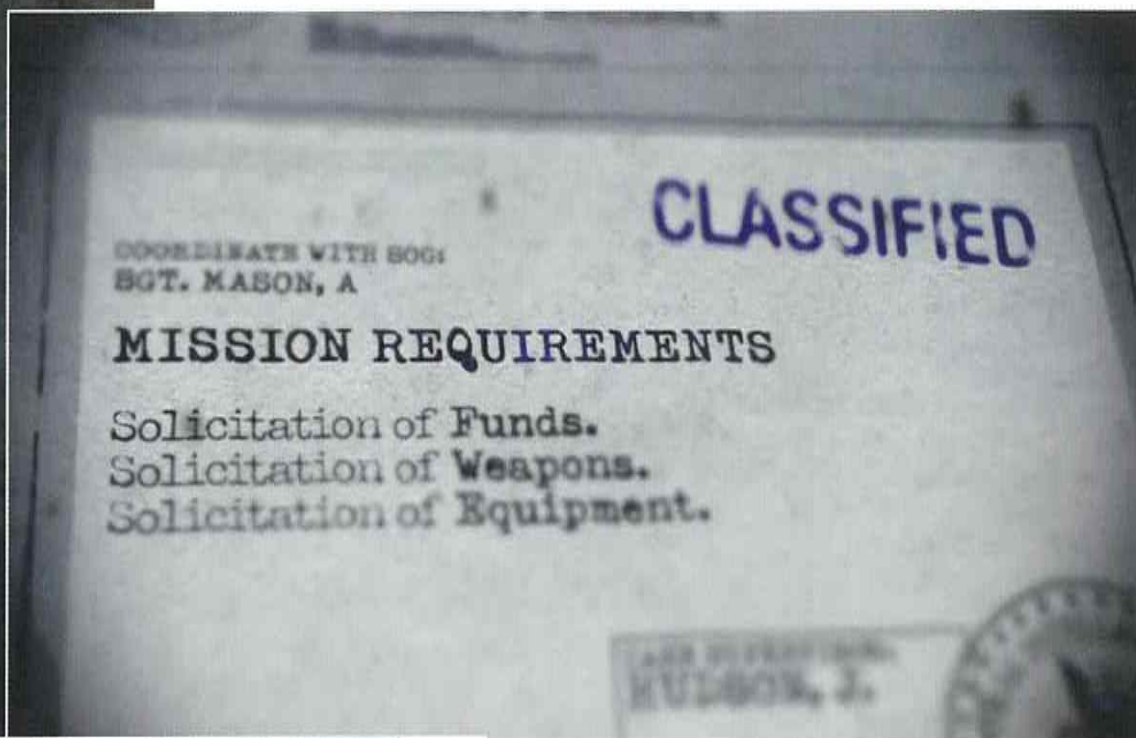 CLASSIFIED
COORDINATE WITH SOG:
SGT. MASON, A
MISSION REQUIREMENTS
Solicitation of Funds.
Solicitation of Weapons.
Solicitation of Equipment.
HUDSON, J.